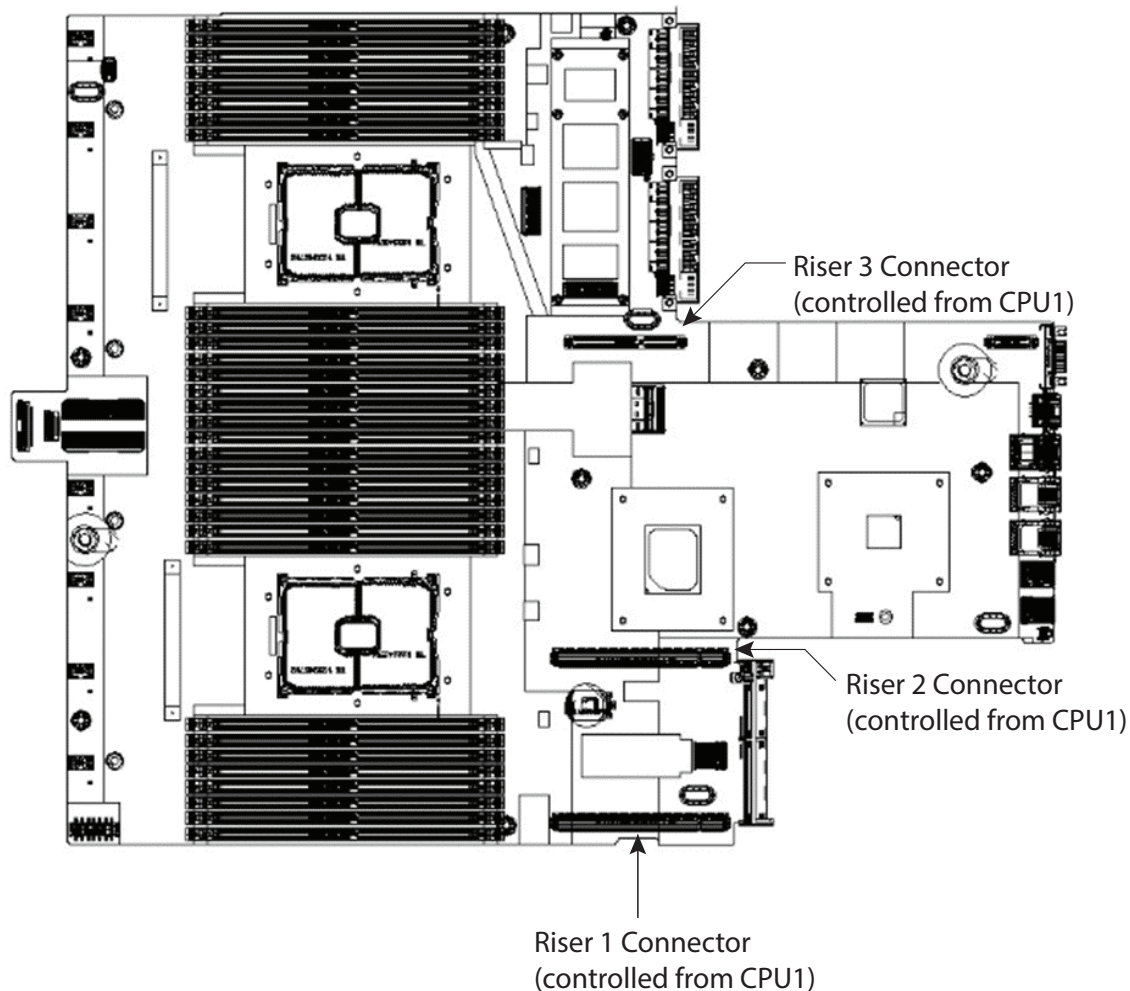 Riser 3 Connector
(controlled from CPU1)
Riser 2 Connector
(controlled from CPU1)
Riser 1 Connector
(controlled from CPU1)